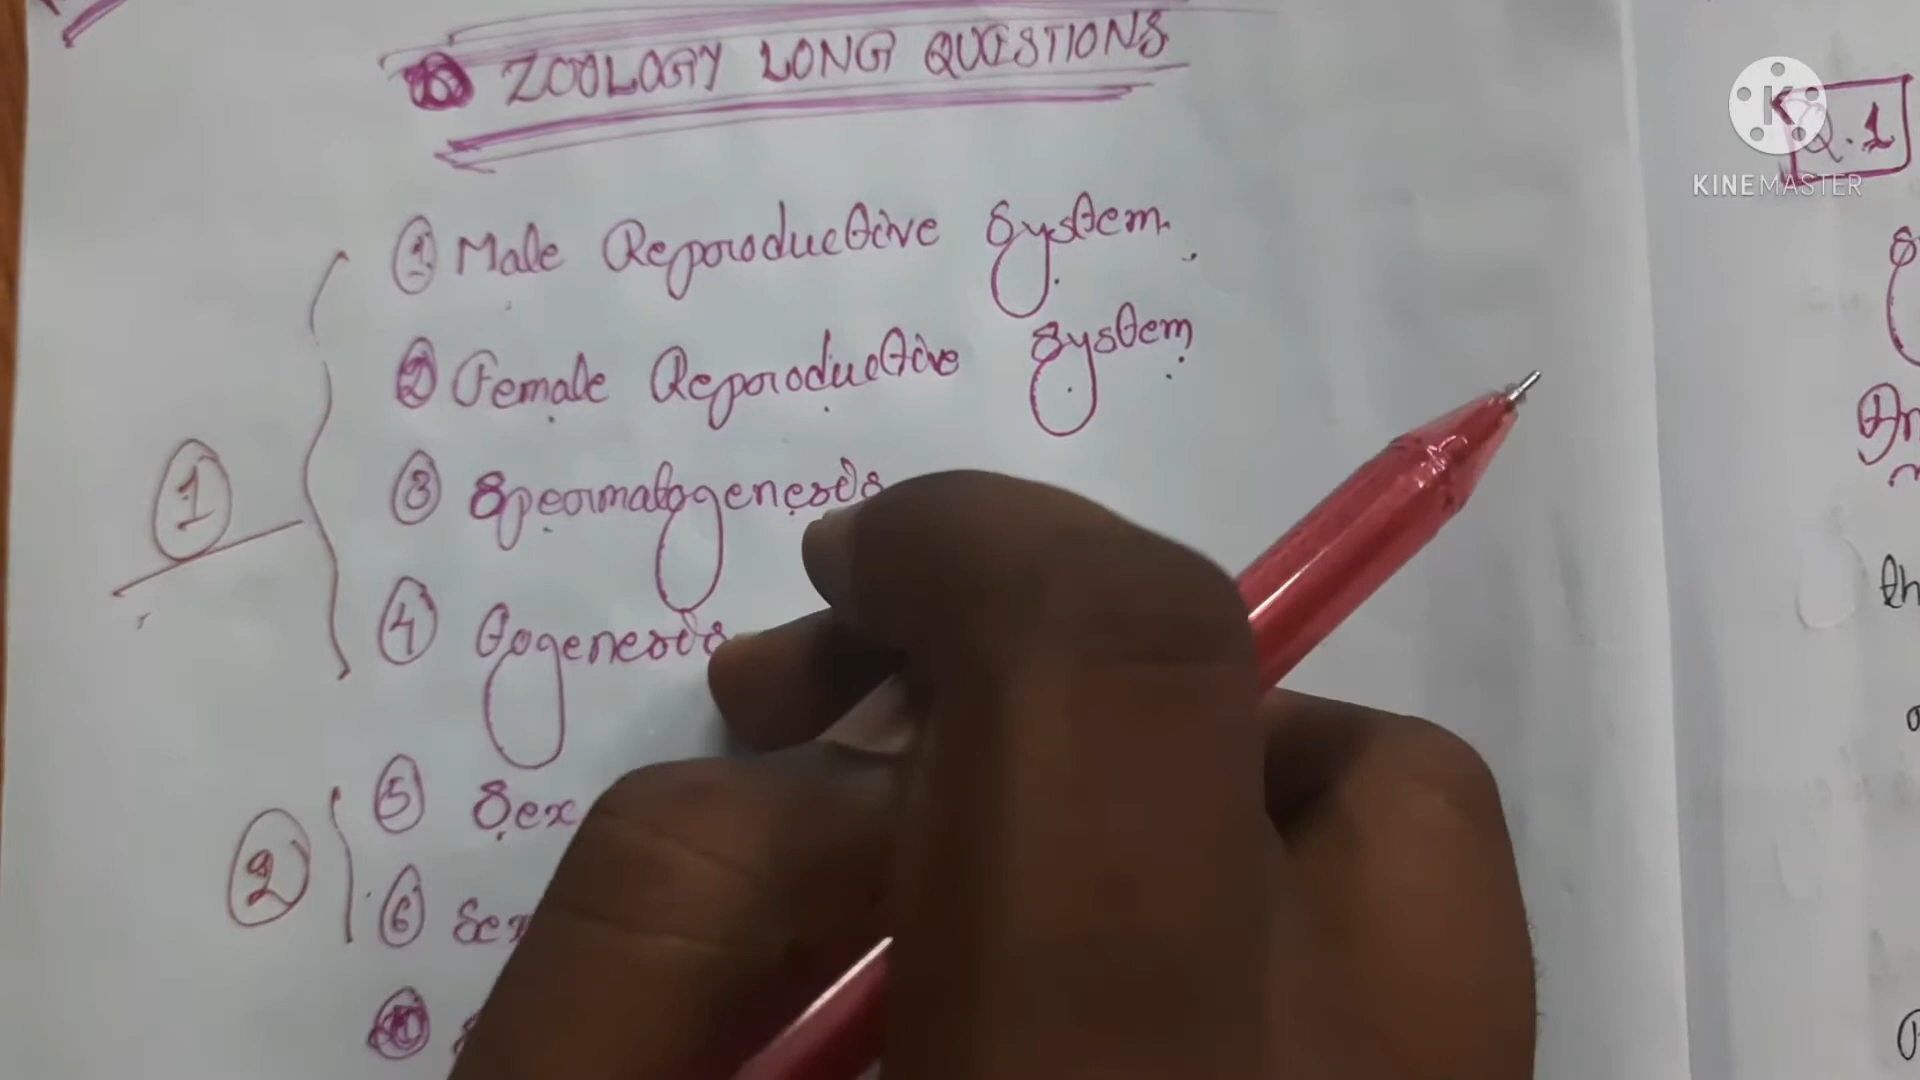 ZOOLOGY LONG QUESTIONS
① Male Reproductive System.
② Female Reproductive System
③ Spermatogenesis
④ Oogenesis
⑤ Sex
⑥ Sex
①
②
Q.1
K
KINEMASTER